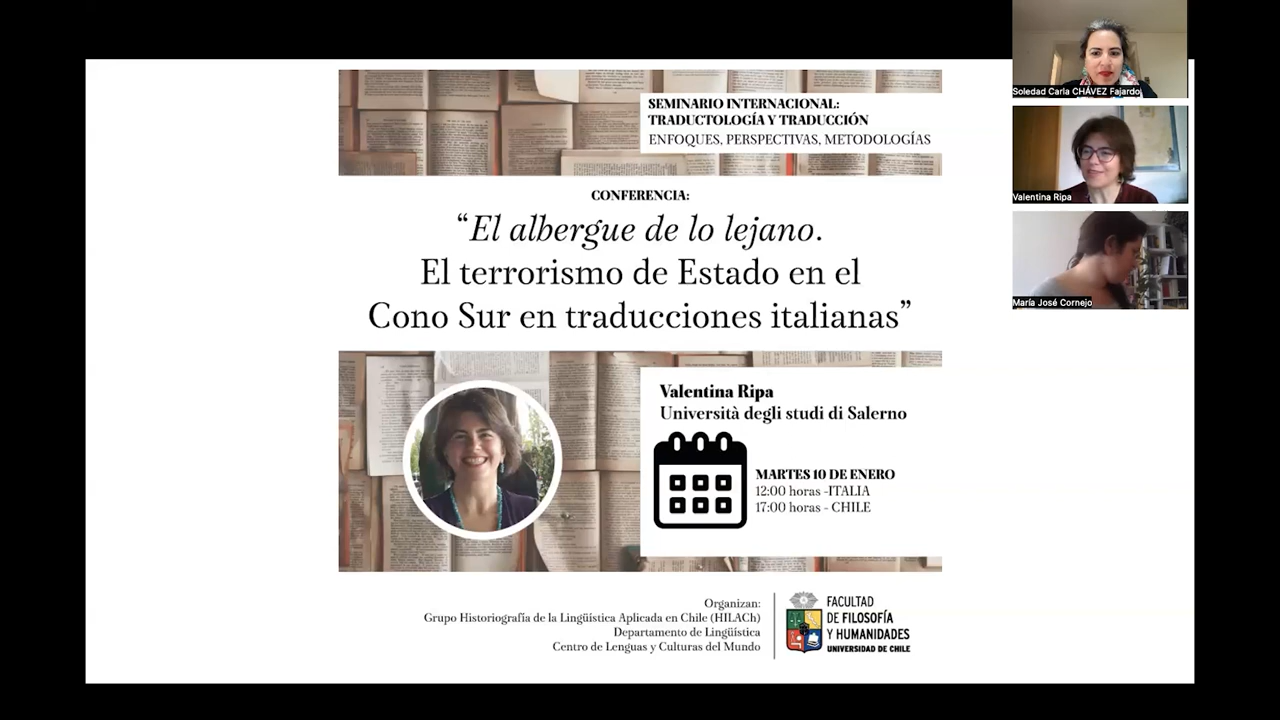 SEMINARIO INTERNACIONAL:
TRADUCTOLOGÍA Y TRADUCCIÓN
ENFOQUES, PERSPECTIVAS, METODOLOGÍAS
CONFERENCIA:
“El albergue de lo lejano.
El terrorismo de Estado en el
Cono Sur en traducciones italianas”
Valentina Ripa
Università degli studi di Salerno
MARTES 10 DE ENERO
12:00 horas -ITALIA
17:00 horas - CHILE
Organizan:
Grupo Historiografía de la Lingüística Aplicada en Chile (HILACh)
Departamento de Lingüística
Centro de Lenguas y Culturas del Mundo
FACULTAD
DE FILOSOFÍA
Y HUMANIDADES
UNIVERSIDAD DE CHILE
Soledad Carla CHÁVEZ Fajardo
Valentina Ripa
María José Cornejo